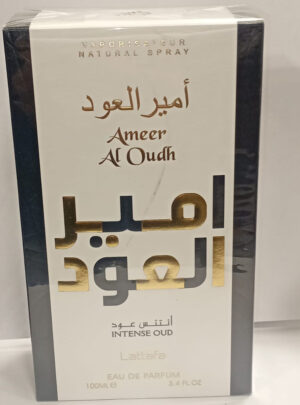 VAPORISATEUR
NATURAL SPRAY
أمير العود
Ameer
Al Oudh
امير
العود
أنتنس عود
INTENSE OUD
Lattafa
EAU DE PARFUM
100ML℮ 3.4 FL.OZ